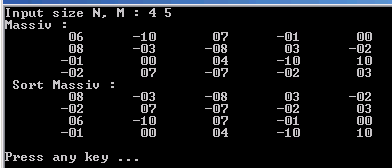 Input size N, M : 4 5
Massiv :
06 -10 07 -01 00
08 -03 -08 03 -02
-01 00 04 -10 10
-02 07 -07 -02 03
Sort Massiv :
08 -03 -08 03 -02
-02 07 -07 -02 03
06 -10 07 -01 00
-01 00 04 -10 10
Press any key ...